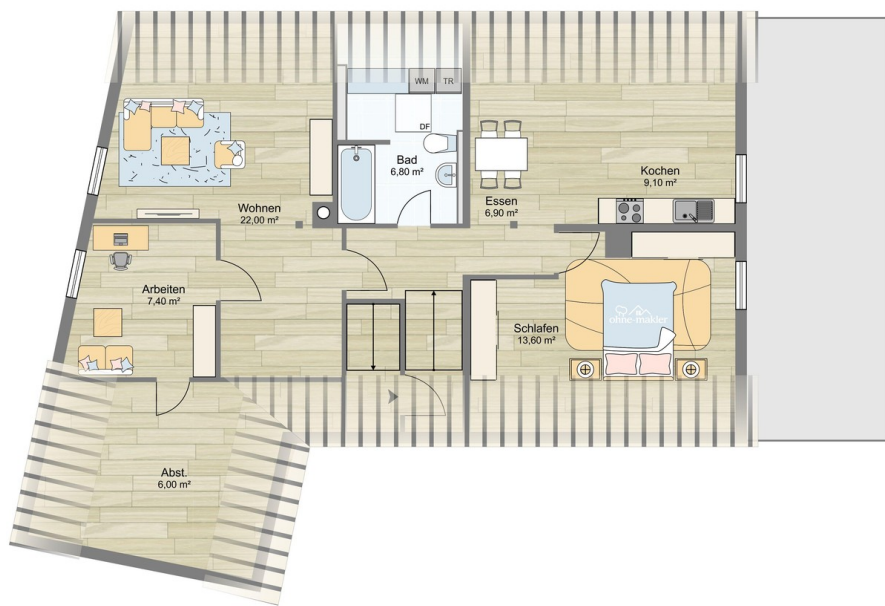 WM
TR
DF
Bad
6,80 m²
Kochen
9,10 m²
Essen
6,90 m²
Wohnen
22,00 m²
Arbeiten
7,40 m²
Schlafen
13,60 m²
ohne-makler
Abst.
6,00 m²